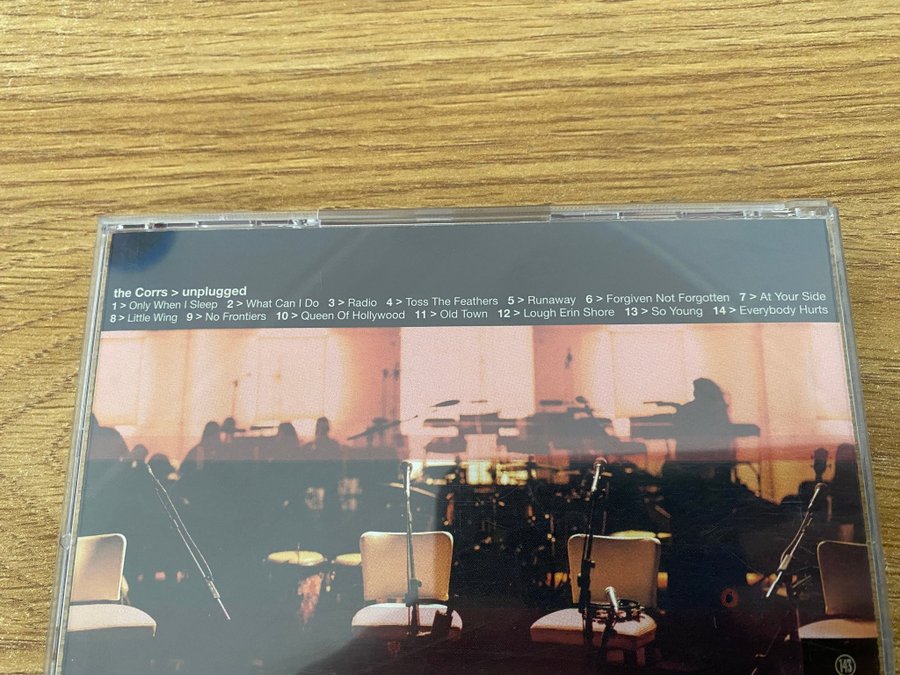 the Corrs > unplugged
1 > Only When I Sleep 2 > What Can I Do 3 > Radio 4 > Toss The Feathers 5 > Runaway 6 > Forgiven Not Forgotten 7 > At Your Side
8 > Little Wing 9 > No Frontiers 10 > Queen Of Hollywood 11 > Old Town 12 > Lough Erin Shore 13 > So Young 14 > Everybody Hurts
143